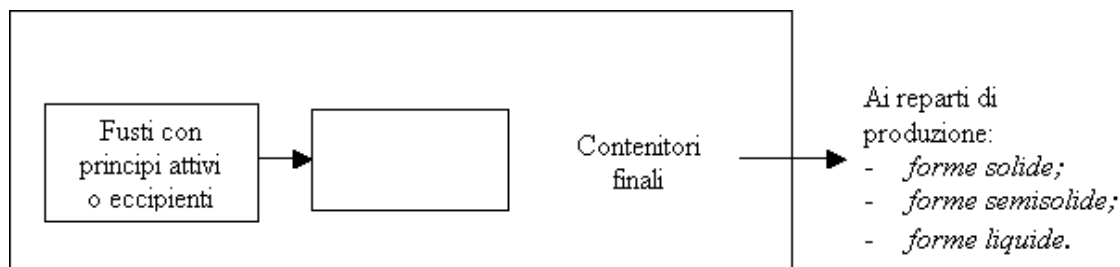 Fusti con
principi attivi
o eccipienti
Contenitori
finali
Ai reparti di
produzione:
- forme solide;
- forme semisolide;
- forme liquide.